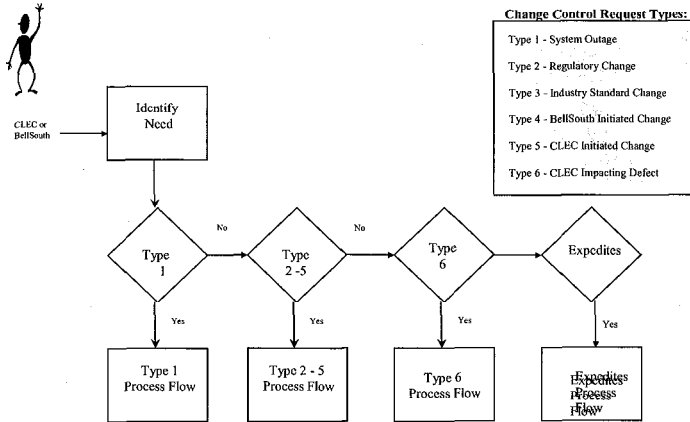 Change Control Request Types:
Type 1 - System Outage
Type 2 - Regulatory Change
Type 3 - Industry Standard Change
Type 4 - BellSouth Initiated Change
Type 5 - CLEC Initiated Change
Type 6 - CLEC Impacting Defect
Identify
Need
CLEC or
BellSouth
Type
1
No
Type
2 -5
No
Type
6
Expedites
Yes
Yes
Yes
Yes
Type 1
Process Flow
Type 2 - 5
Process Flow
Type 6
Process Flow
Expedites
Process
Flow
Expedites
Process
Flow